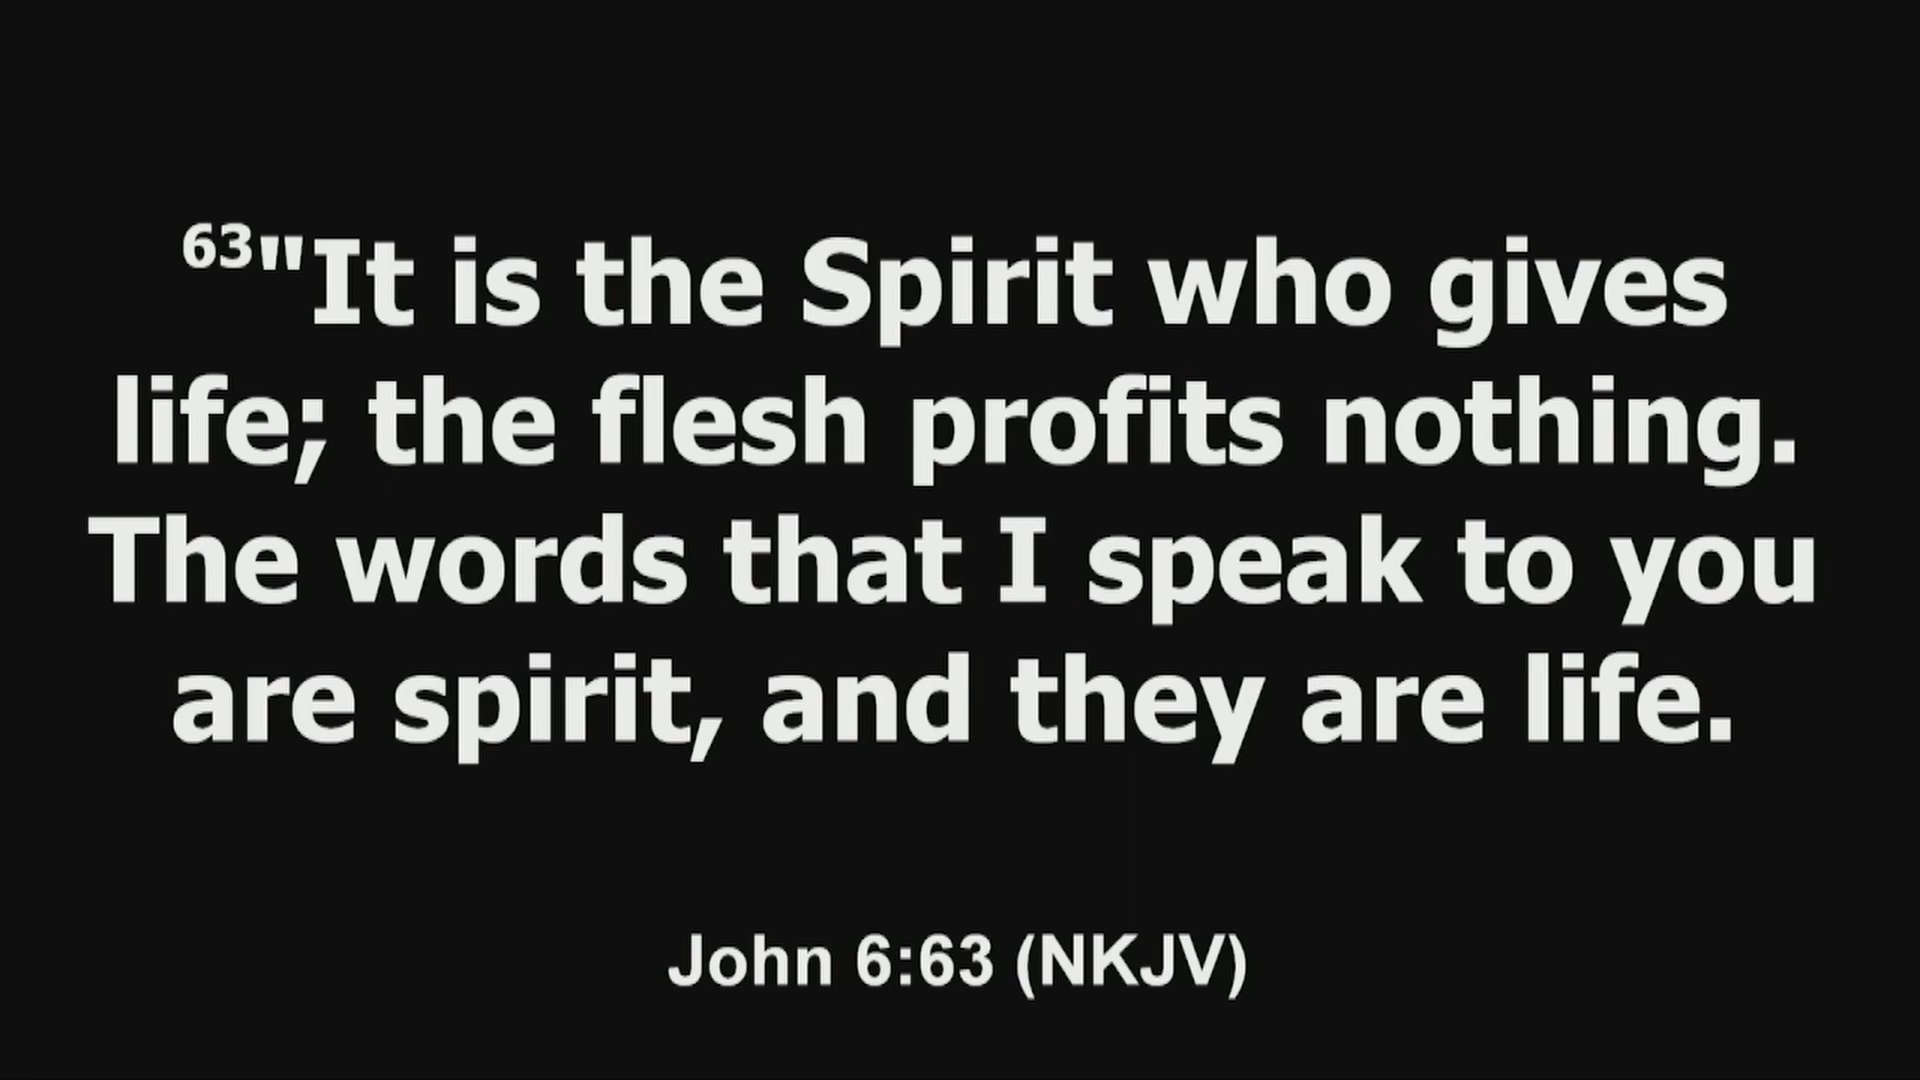 63"It is the Spirit who gives
life; the flesh profits nothing.
The words that I speak to you
are spirit, and they are life.
John 6:63 (NKJV)